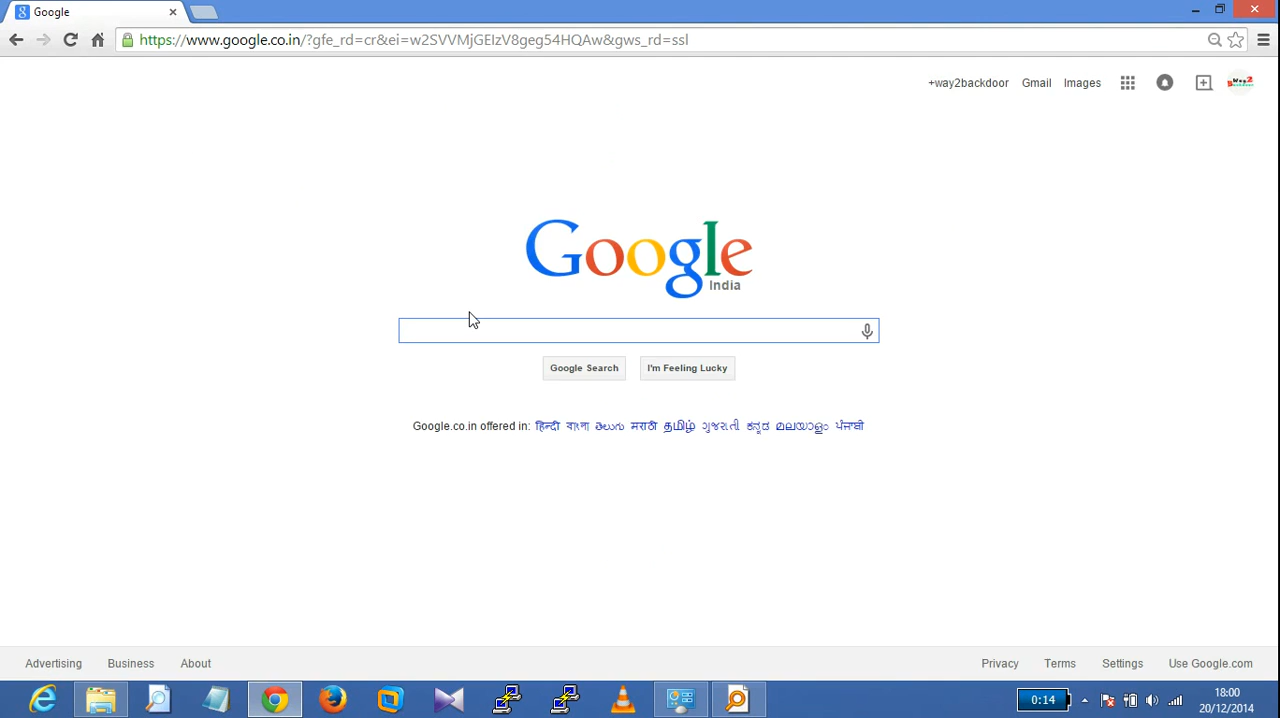 Google
https://www.google.co.in/?gfe_rd=cr&ei=w2SVVMjGEIzV8geg54HQAw&gws_rd=ssl
+way2backdoor Gmail Images
Google
India
Google Search I'm Feeling Lucky
Google.co.in offered in: हिन्दी বাংলা తెలుగు मराठी தமிழ் ગુજરાતી ಕನ್ನಡ മലയാളം ਪੰਜਾਬੀ
Advertising Business About Privacy Terms Settings Use Google.com
0:14 18:00
20/12/2014